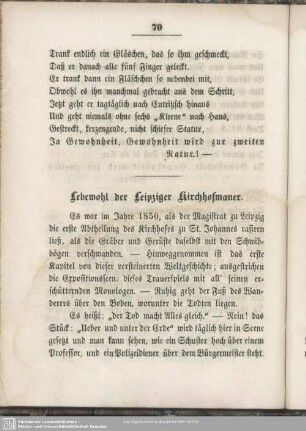 70
Trank endlich ein Gläschen, das so ihm geschmeckt,
Daß er danach alle fünf Finger geleckt.
Er trank dann ein Fläschchen so nebenbei mit,
Obwohl es ihn manchmal gebracht aus dem Schritt,
Jetzt geht er tagtäglich nach Eutritzsch hinaus
Und geht niemals ohne sechs „Kleene“ nach Haus,
Gestreckt, kerzengende, nicht schiefer Statur,
Ja Gewohnheit, Gewohnheit wird zur zweiten
Natur! —
Lebewohl der Leipziger Kirchhofmaner.
Es war im Jahre 1850, als der Magistrat zu Leipzig
die erste Abtheilung des Kirchhofes zu St. Johannes rastren
ließ, als die Gräber und Gerüste daselbst mit den Schwib-
bögen verschwanden. — Hinweggenommen ist das erste
Kapitel von dieser versteinerten Weltgeschichte; ausgestrichen
die Expositionsscen. dieses Trauerspiels mit all' seinen er-
schütternden Monologen. — Ruhig geht der Fuß des Wan-
derers über den Boden, worunter die Todten liegen.
Es heißt: „der Tod macht Alles gleich.“ — Nein! das
Stück: „Ueber und unter der Erde“ wird täglich hier in Scene
gesetzt und man kann sehen, wie ein Schuster hoch über einem
Professor, und ein Polizeidiener über dem Bürgermeister steht.